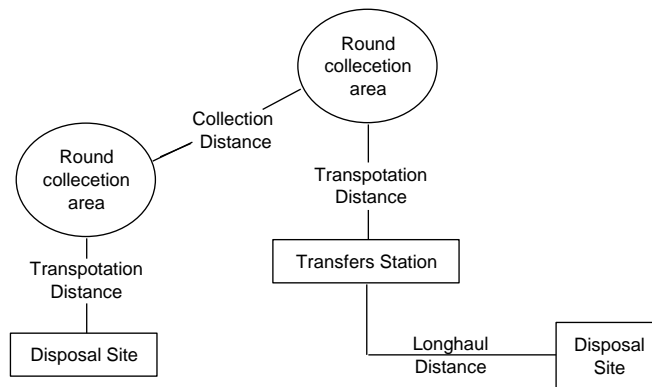 Round
collecetion
area
Collection
Distance
Round
collecetion
area
Transpotation
Distance
Transpotation
Distance
Transfers Station
Disposal Site
Longhaul
Distance
Disposal
Site